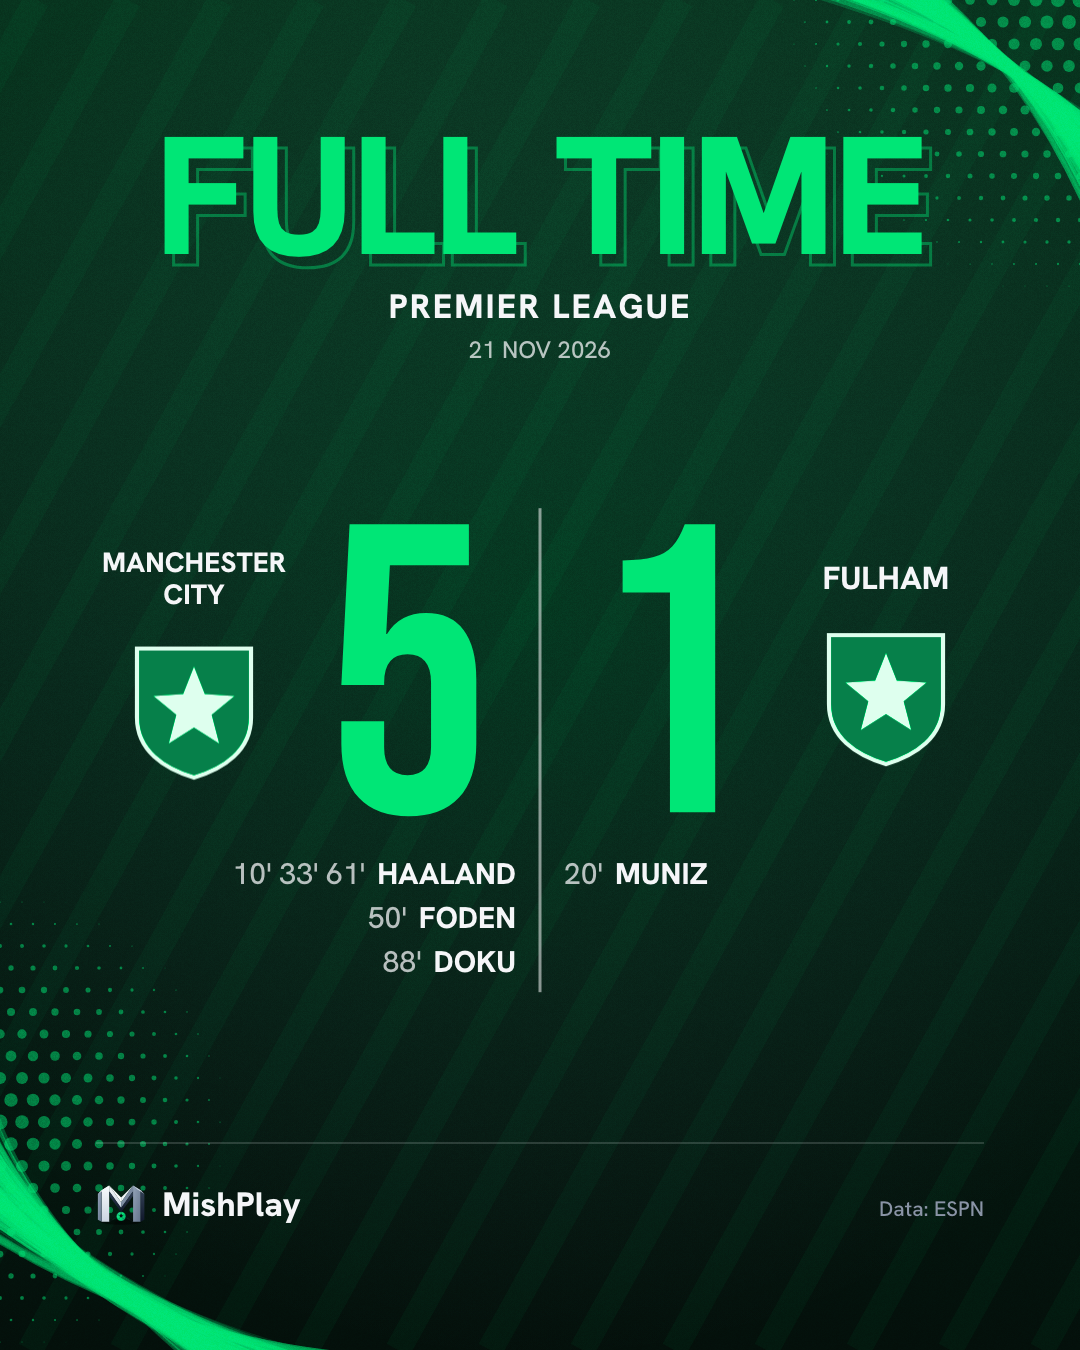 FULL TIME
PREMIER LEAGUE
21 NOV 2026
MANCHESTER
CITY
5
1
FULHAM
10' 33' 61' HAALAND
50' FODEN
88' DOKU
20' MUNIZ
MishPlay
Data: ESPN